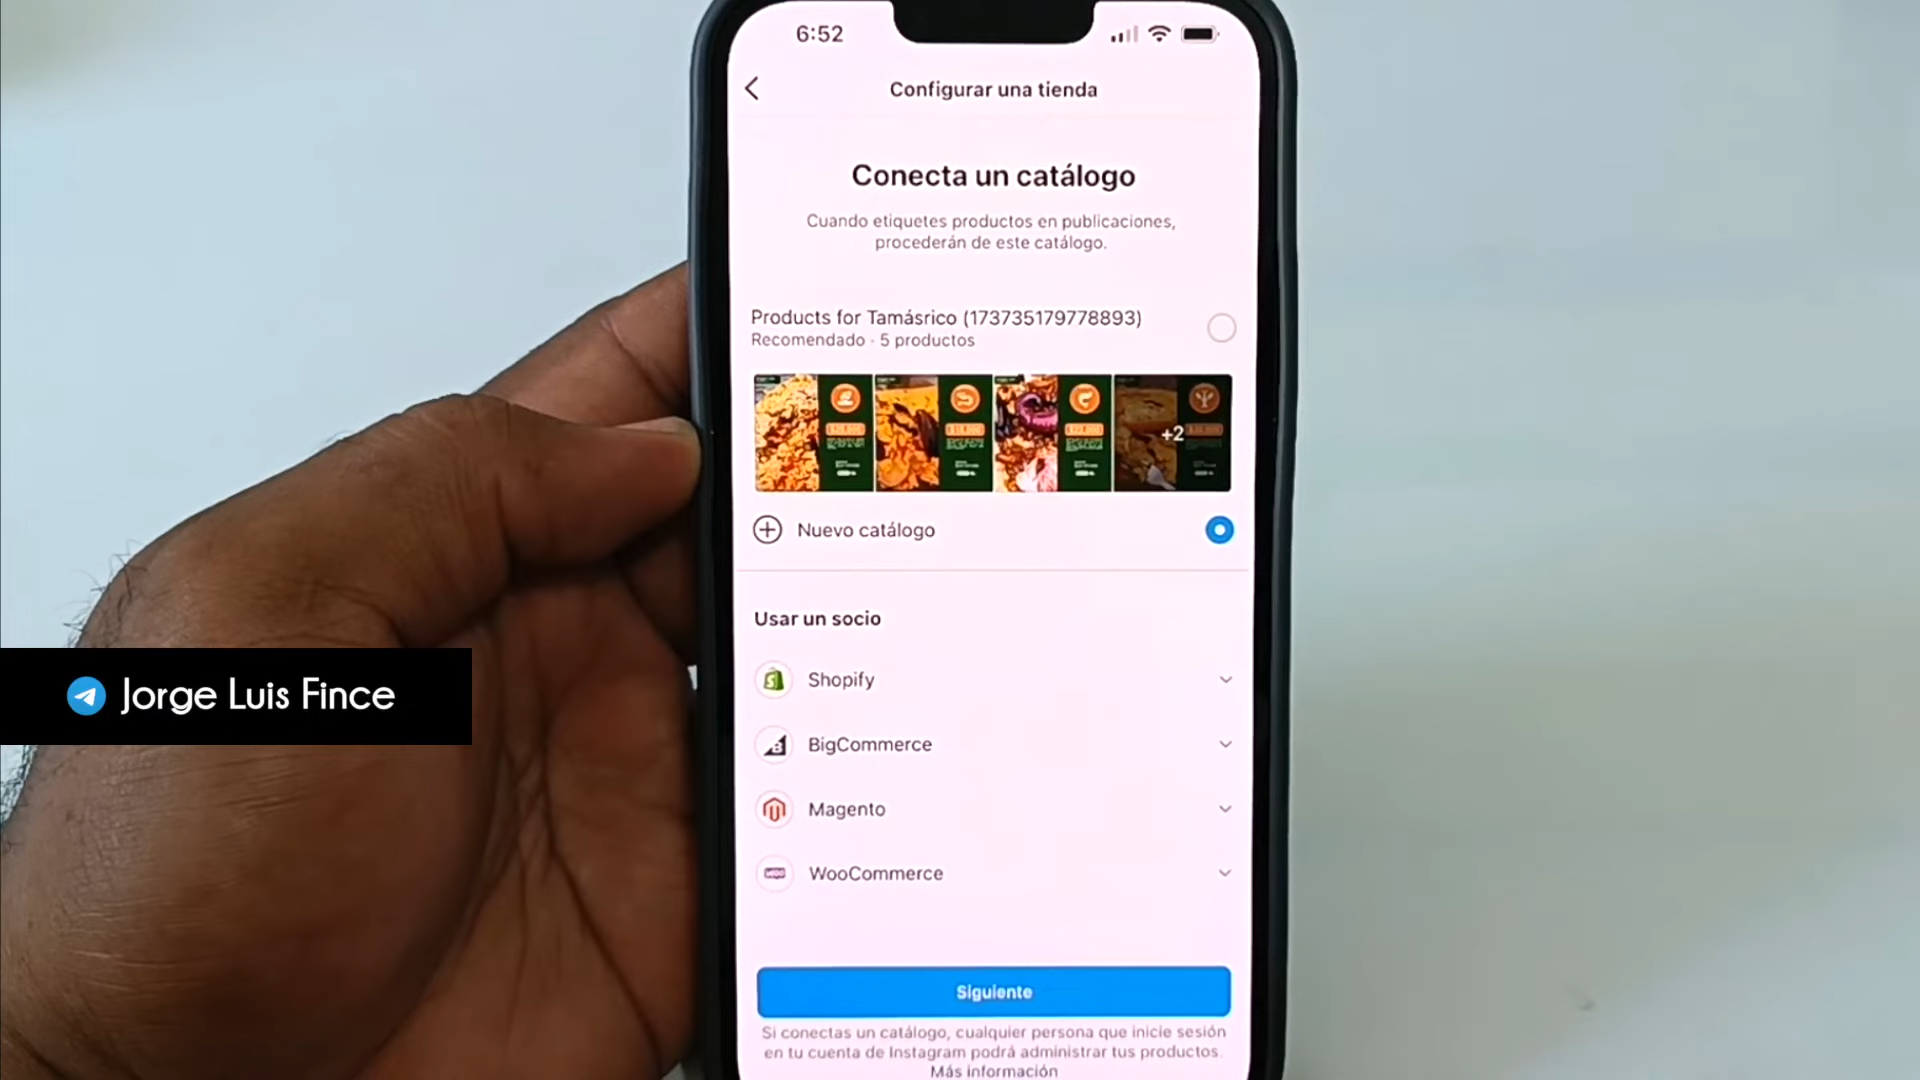 6:52
Configurar una tienda
Conecta un catálogo
Cuando etiquetes productos en publicaciones,
procederán de este catálogo.
Products for Tamásrico (173735179778893)
Recomendado · 5 productos
+2
Nuevo catálogo
Usar un socio
Shopify
BigCommerce
Magento
WooCommerce
Jorge Luis Fince
Siguiente
Si conectas un catálogo, cualquier persona que inicie sesión
en tu cuenta de Instagram podrá administrar tus productos.
Más información